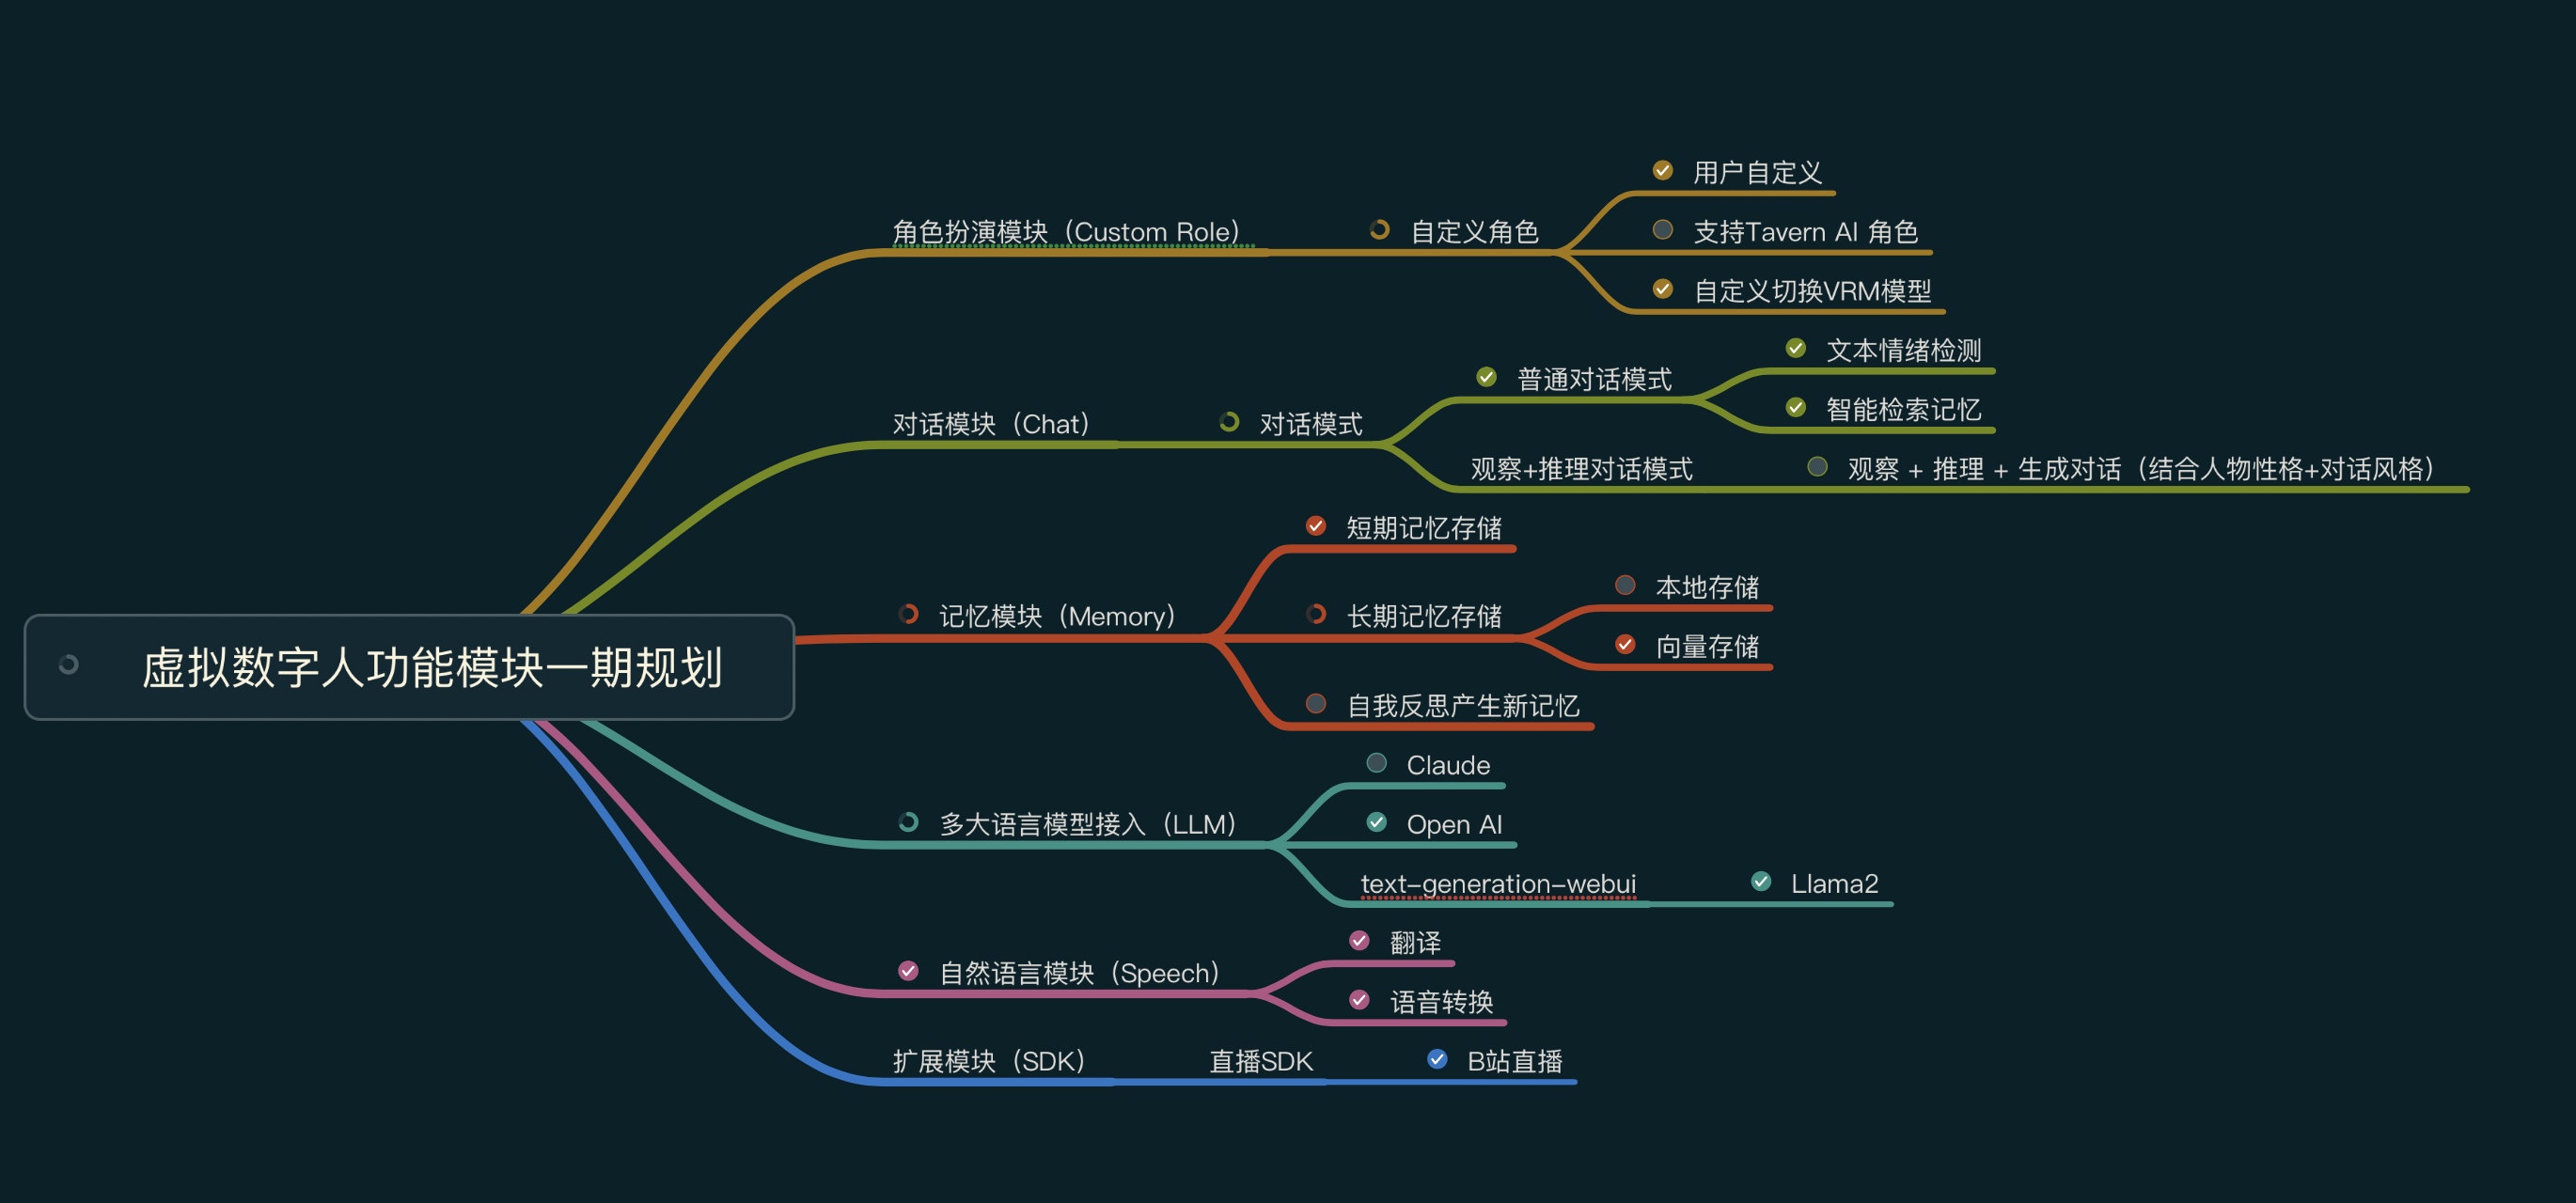 虚拟数字人功能模块一期规划
角色扮演模块（Custom Role）
自定义角色
用户自定义
支持Tavern AI 角色
自定义切换VRM模型
对话模块（Chat）
对话模式
普通对话模式
文本情绪检测
智能检索记忆
观察+推理对话模式
观察 + 推理 + 生成对话（结合人物性格+对话风格）
记忆模块（Memory）
短期记忆存储
长期记忆存储
本地存储
向量存储
自我反思产生新记忆
多大语言模型接入（LLM）
Claude
Open AI
text-generation-webui
Llama2
自然语言模块（Speech）
翻译
语音转换
扩展模块（SDK）
直播SDK
B站直播